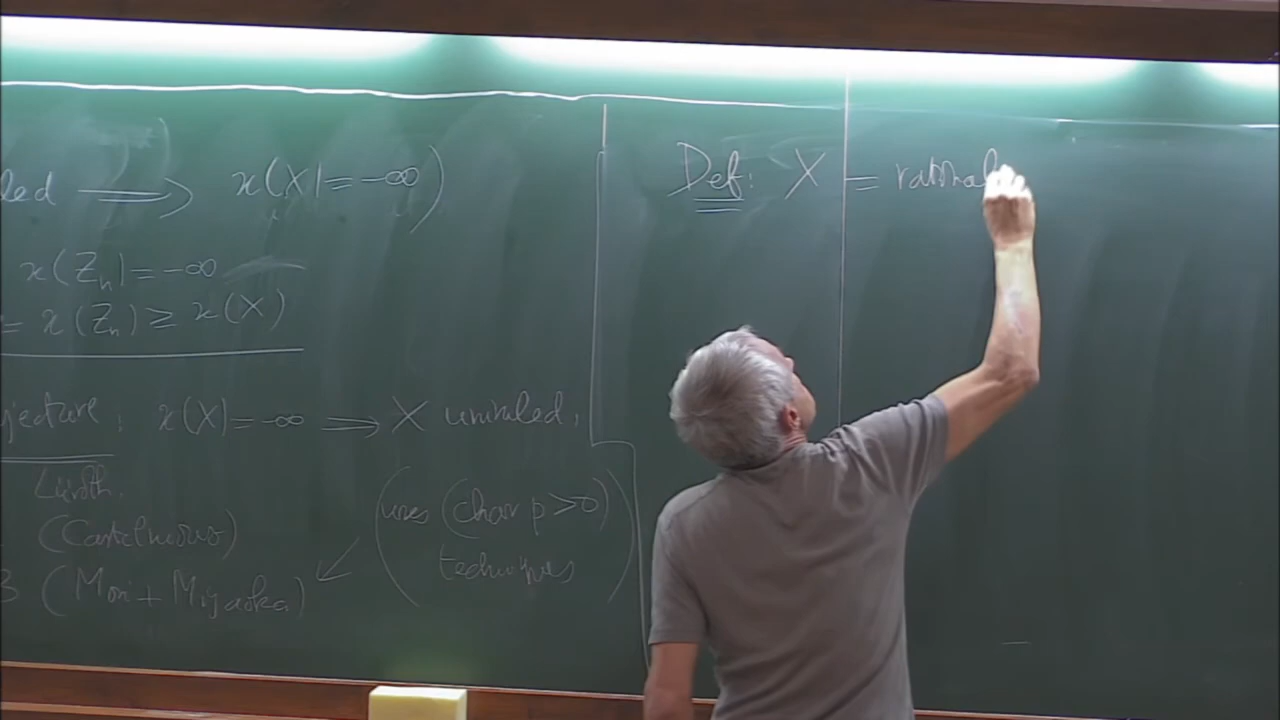 led ⟹ ϰ(X)=-∞)
ϰ(Zₙ)=-∞
= ϰ(Zₙ) ≥ ϰ(X)
jecture: ϰ(X)=-∞ ⟹ X uniruled.
Lüroth.
(Castelnuovo)
3 (Mori + Miyaoka)
(uses (char p>0)
techniques)
Def: X = rational